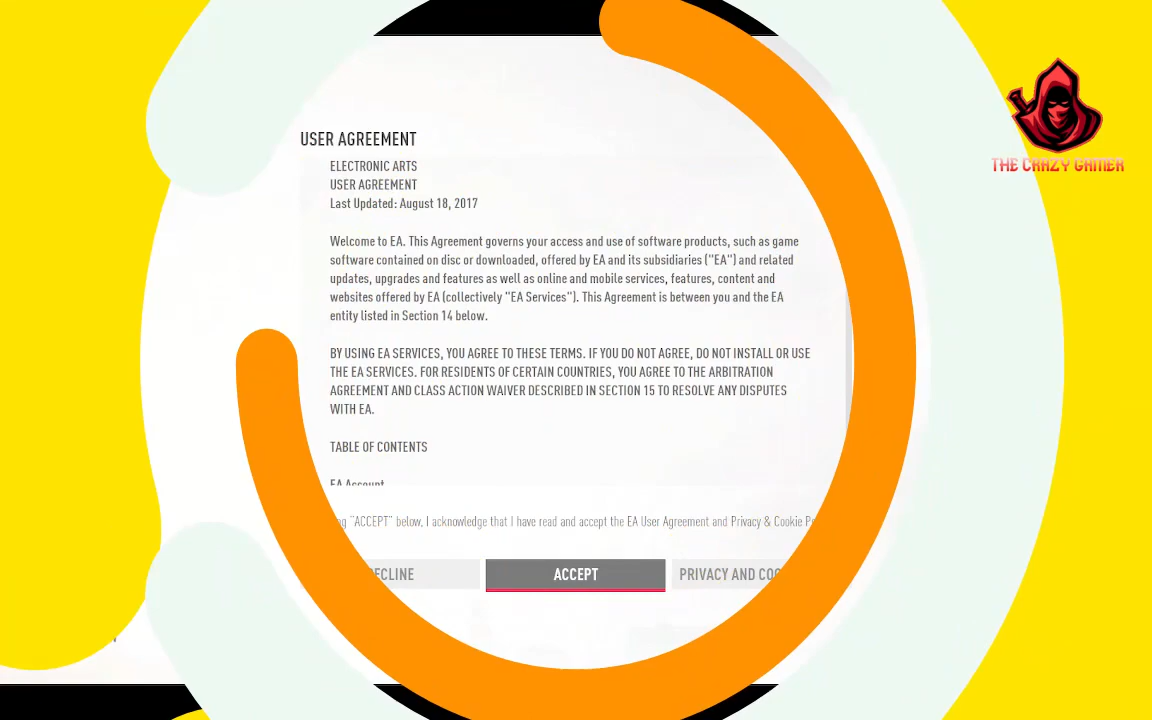 USER AGREEMENT
ELECTRONIC ARTS
USER AGREEMENT
Last Updated: August 18, 2017
Welcome to EA. This Agreement governs your access and use of software products, such as game
software contained on disc or downloaded, offered by EA and its subsidiaries ("EA") and related
updates, upgrades and features as well as online and mobile services, features, content and
websites offered by EA (collectively "EA Services"). This Agreement is between you and the EA
entity listed in Section 14 below.
BY USING EA SERVICES, YOU AGREE TO THESE TERMS. IF YOU DO NOT AGREE, DO NOT INSTALL OR USE
THE EA SERVICES. FOR RESIDENTS OF CERTAIN COUNTRIES, YOU AGREE TO THE ARBITRATION
AGREEMENT AND CLASS ACTION WAIVER DESCRIBED IN SECTION 15 TO RESOLVE ANY DISPUTES
WITH EA.
TABLE OF CONTENTS
EA Account
"ACCEPT" below, I acknowledge that I have read and accept the EA User Agreement and Privacy & Cookie
ECLINE
ACCEPT
PRIVACY AND COO
THE CRAZY GAMER